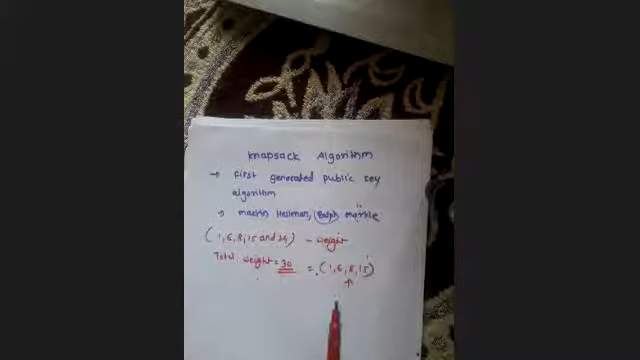 Knapsack Algorithm
→ First generated public key
algorithm
→ Martin Hellman, Ralph Merkle
(1, 6, 8, 15 and 24) - weight
Total weight = 30 = (1, 6, 8, 15)